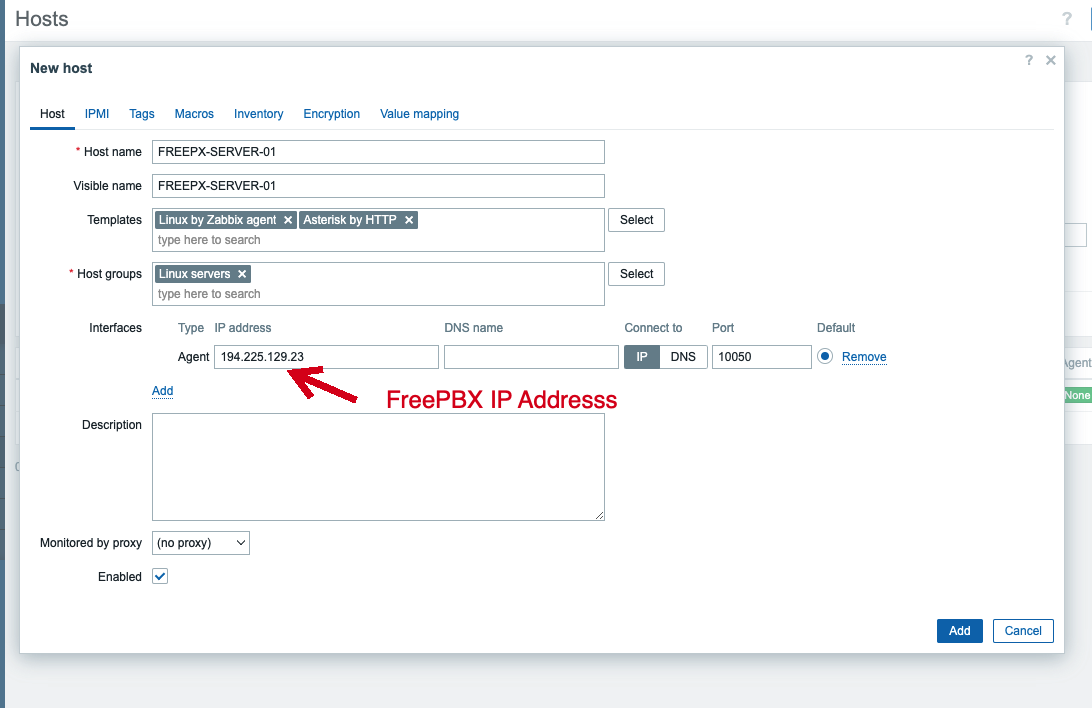 Hosts
?
New host
? ×
Host IPMI Tags Macros Inventory Encryption Value mapping
* Host name FREEPX-SERVER-01
Visible name FREEPX-SERVER-01
Templates Linux by Zabbix agent × Asterisk by HTTP × Select
type here to search
* Host groups Linux servers × Select
type here to search
Interfaces Type IP address DNS name Connect to Port Default
Agent 194.225.129.23 IP DNS 10050 Remove
Agent
Add
FreePBX IP Addresss
None
Description
Monitored by proxy (no proxy)
Enabled
Add Cancel